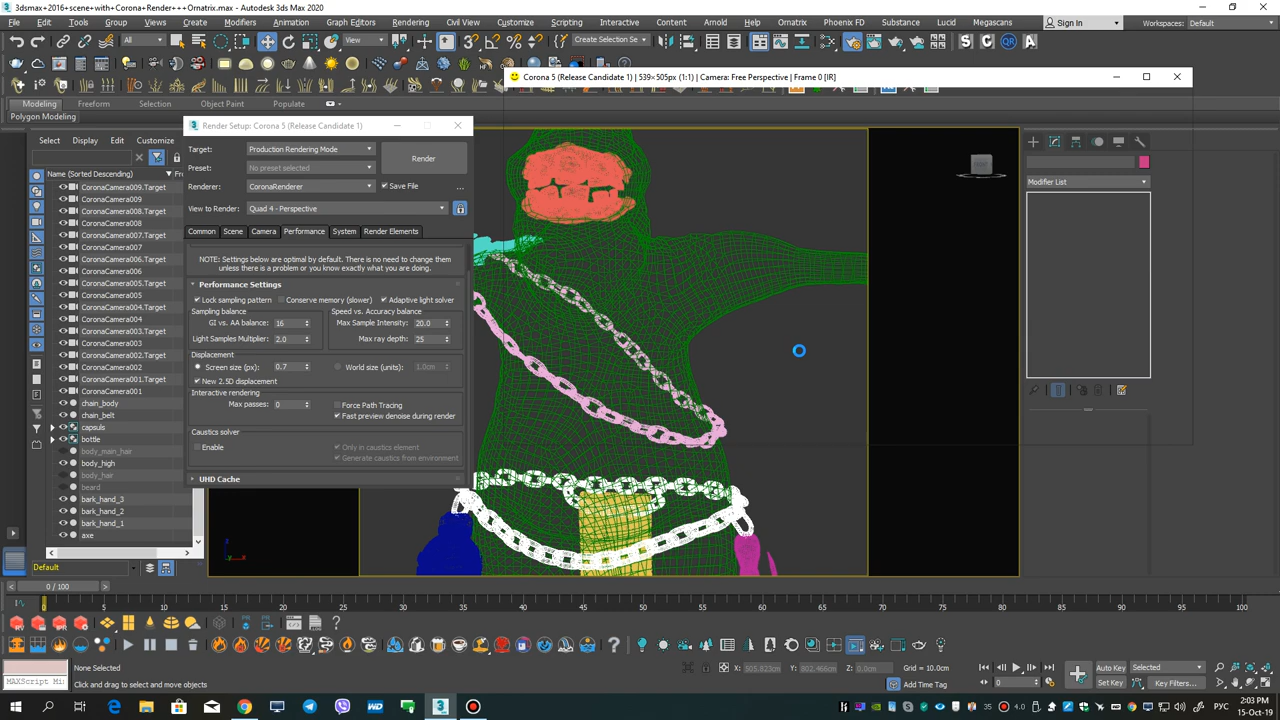 3dsmax+2016+scene+with+Corona+Render+++Ornatrix.max - Autodesk 3ds Max 2020
File Edit Tools Group Views Create Modifiers Animation Graph Editors Rendering Civil View Customize Scripting Interactive Content Arnold Help Ornatrix Phoenix FD Substance Lucid Megascans Sign In Workspaces: Default
All View Create Selection Se
Corona 5 (Release Candidate 1) | 539×505px (1:1) | Camera: Free Perspective | Frame 0 [IR]
Modeling Freeform Selection Object Paint Populate
Polygon Modeling
Render Setup: Corona 5 (Release Candidate 1)
Select Display Edit Customize
Target: Production Rendering Mode
Render
Preset: No preset selected
Renderer: CoronaRenderer Save File ...
View to Render: Quad 4 - Perspective
Common Scene Camera Performance System Render Elements
NOTE: Settings below are optimal by default. There is no need to change them
unless there is a problem or you know exactly what you are doing.
Performance Settings
Lock sampling pattern Conserve memory (slower) Adaptive light solver
Sampling balance Speed vs. Accuracy balance
GI vs. AA balance: 16 Max Sample Intensity: 20.0
Light Samples Multiplier: 2.0 Max ray depth: 25
Displacement
Screen size (px): 0.7 World size (units): 1.0cm
New 2.5D displacement
Interactive rendering
Max passes: 0 Force Path Tracing
Fast preview denoise during render
Caustics solver
Enable Only in caustics element
Generate caustics from environment
UHD Cache
Name (Sorted Descending) Fr
CoronaCamera009.Target
CoronaCamera009
CoronaCamera008.Target
CoronaCamera008
CoronaCamera007.Target
CoronaCamera007
CoronaCamera006.Target
CoronaCamera006
CoronaCamera005.Target
CoronaCamera005
CoronaCamera004.Target
CoronaCamera004
CoronaCamera003.Target
CoronaCamera003
CoronaCamera002.Target
CoronaCamera002
CoronaCamera001.Target
CoronaCamera001
chain_body
chain_belt
capsuls
bottle
body_main_hair
body_high
body_hair
beard
bark_hand_3
bark_hand_2
bark_hand_1
axe
Modifier List
Default
0 / 100
0 5 10 15 20 25 30 35 40 45 50 55 60 65 70 75 80 85 90 95 100
None Selected X: 505.823cm Y: 802.466cm Z: 0.0cm Grid = 10.0cm Auto Key Selected
MAXScript Mi Click and drag to select and move objects Add Time Tag 0 Set Key Key Filters...
35 РУС 2:03 PM
15-Oct-19